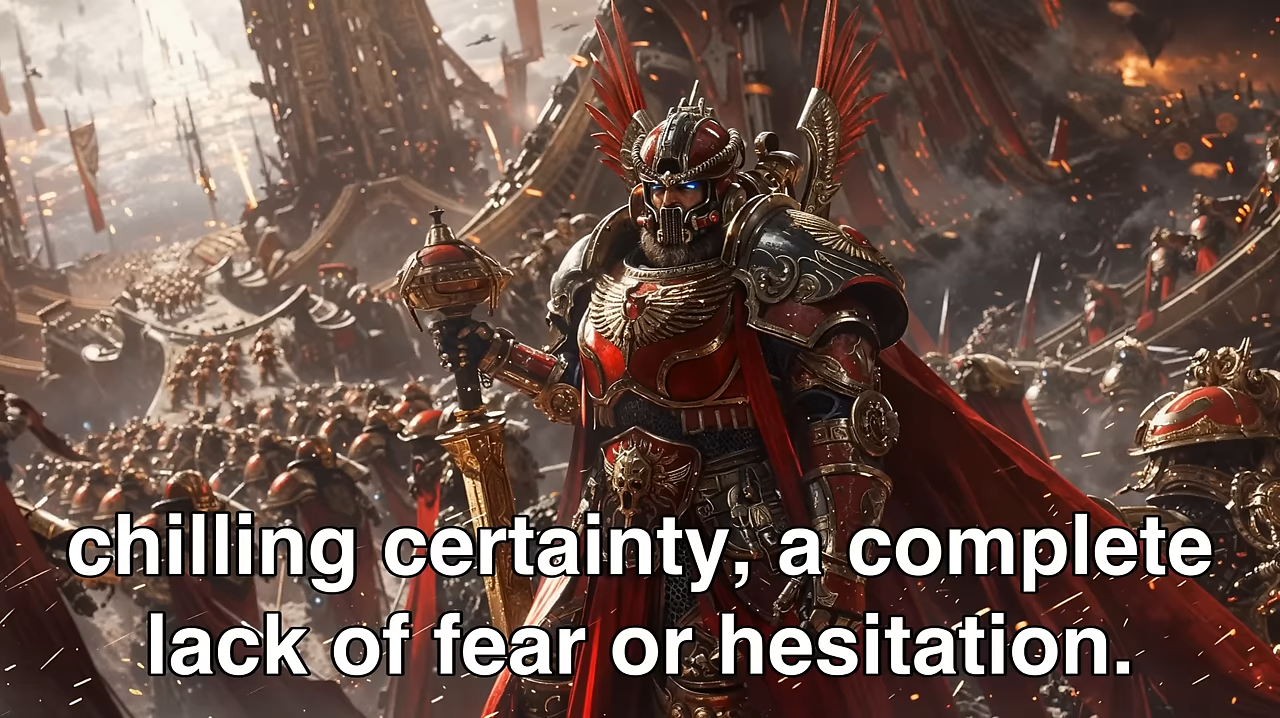 chilling certainty, a complete
lack of fear or hesitation.